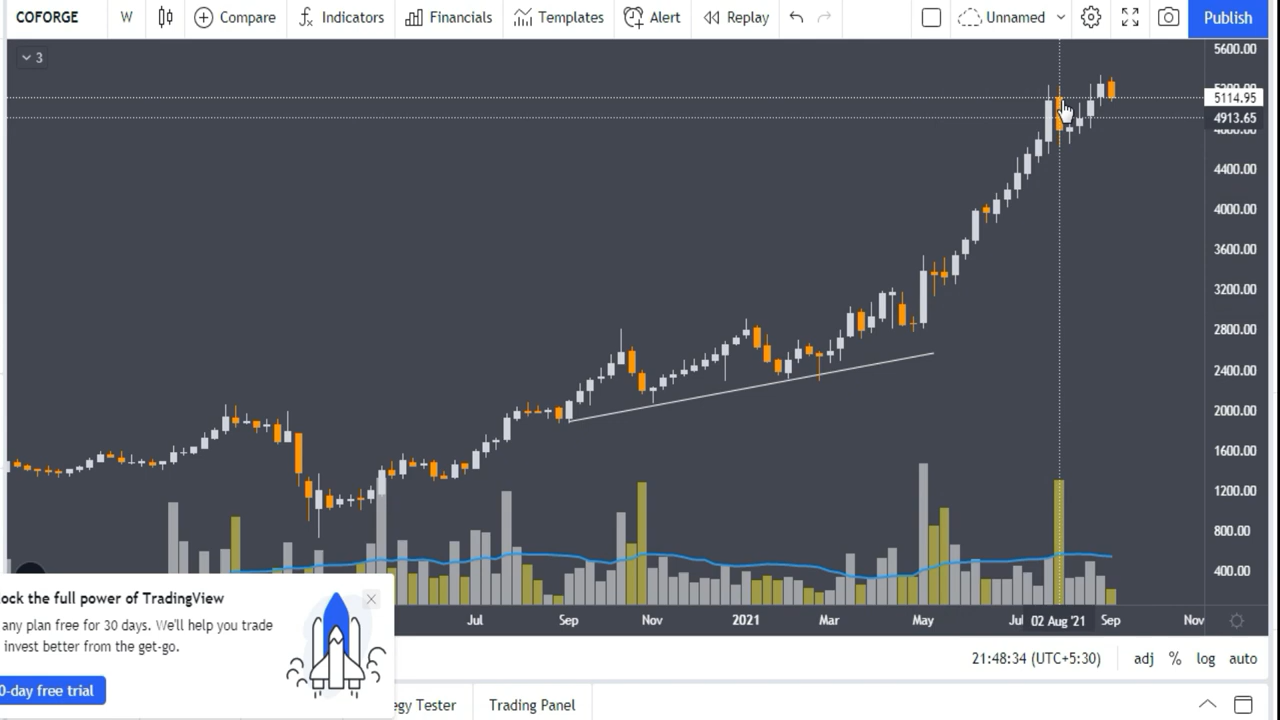 COFORGE W Compare Indicators Financials Templates Alert Replay Unnamed Publish
3
5600.00
5114.95
4913.65
4400.00
4000.00
3600.00
3200.00
2800.00
2400.00
2000.00
1600.00
1200.00
800.00
400.00
Jul Sep Nov 2021 Mar May Jul 02 Aug '21 Sep Nov
ock the full power of TradingView
any plan free for 30 days. We'll help you trade
invest better from the get-go.
0-day free trial
21:48:34 (UTC+5:30) adj % log auto
egy Tester Trading Panel